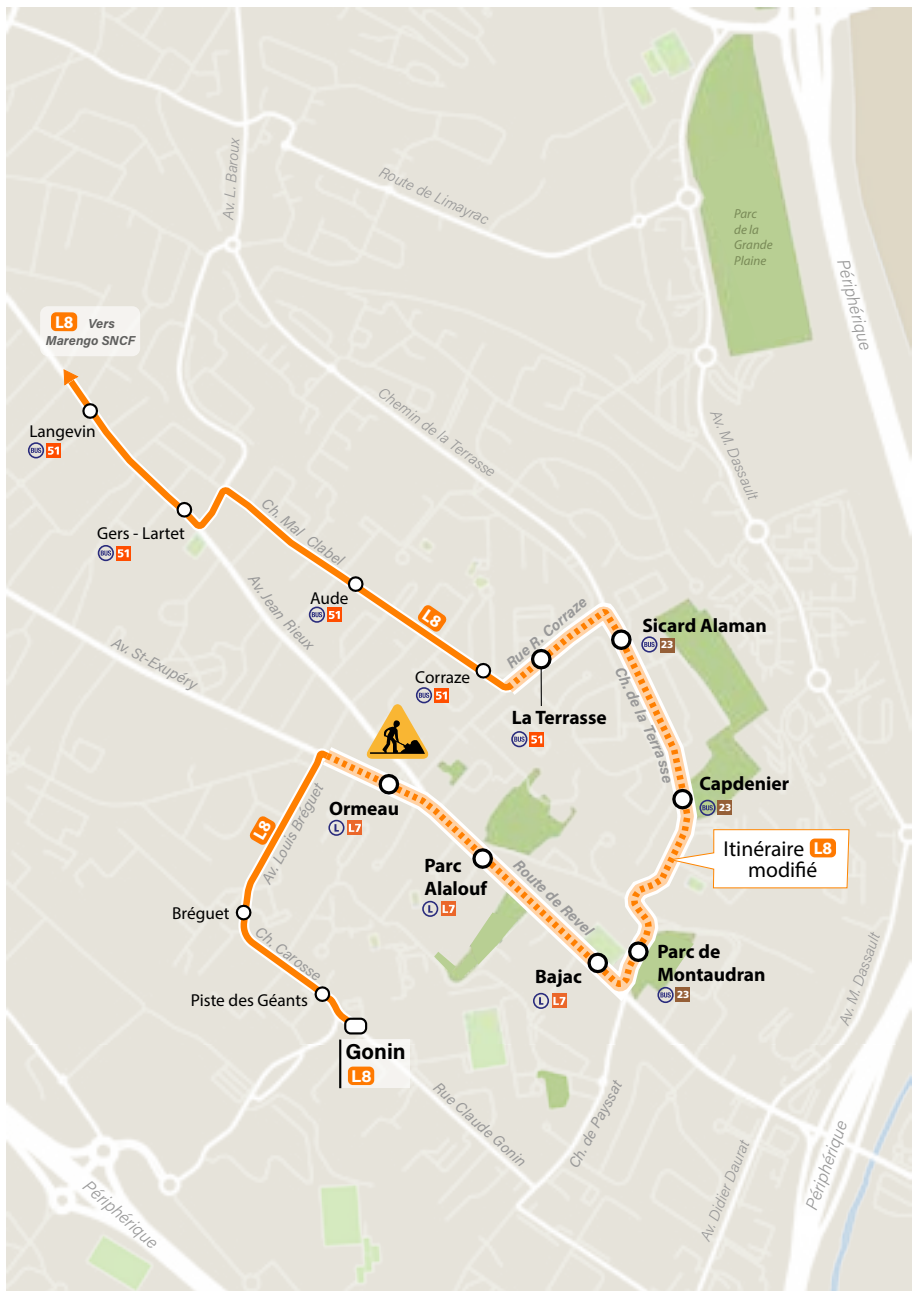 Av. L. Baroux
Route de Limayrac
Parc
de la
Grande
Plaine
Périphérique
L8 Vers
Marengo SNCF
Langevin
BUS 51
Chemin de la Terrasse
Av. M. Dassault
Gers - Lartet
BUS 51
Ch. Mal Clabel
Aude
BUS 51
Av. Jean Rieux
L8
Rue R. Corraze
Sicard Alaman
BUS 23
Av. St-Exupéry
Corraze
BUS 51
La Terrasse
BUS 51
Ch. de la Terrasse
Capdenier
BUS 23
Ormeau
L L7
L8
Av. Louis Bréguet
Itinéraire L8
modifié
Parc
Alalouf
L L7
Route de Revel
Bréguet
Ch. Carosse
Bajac
L L7
Parc de
Montaudran
BUS 23
Av. M. Dassault
Piste des Géants
Gonin
L8
Rue Claude Gonin
Ch. de Payssat
Av. Didier Daurat
Périphérique
Périphérique